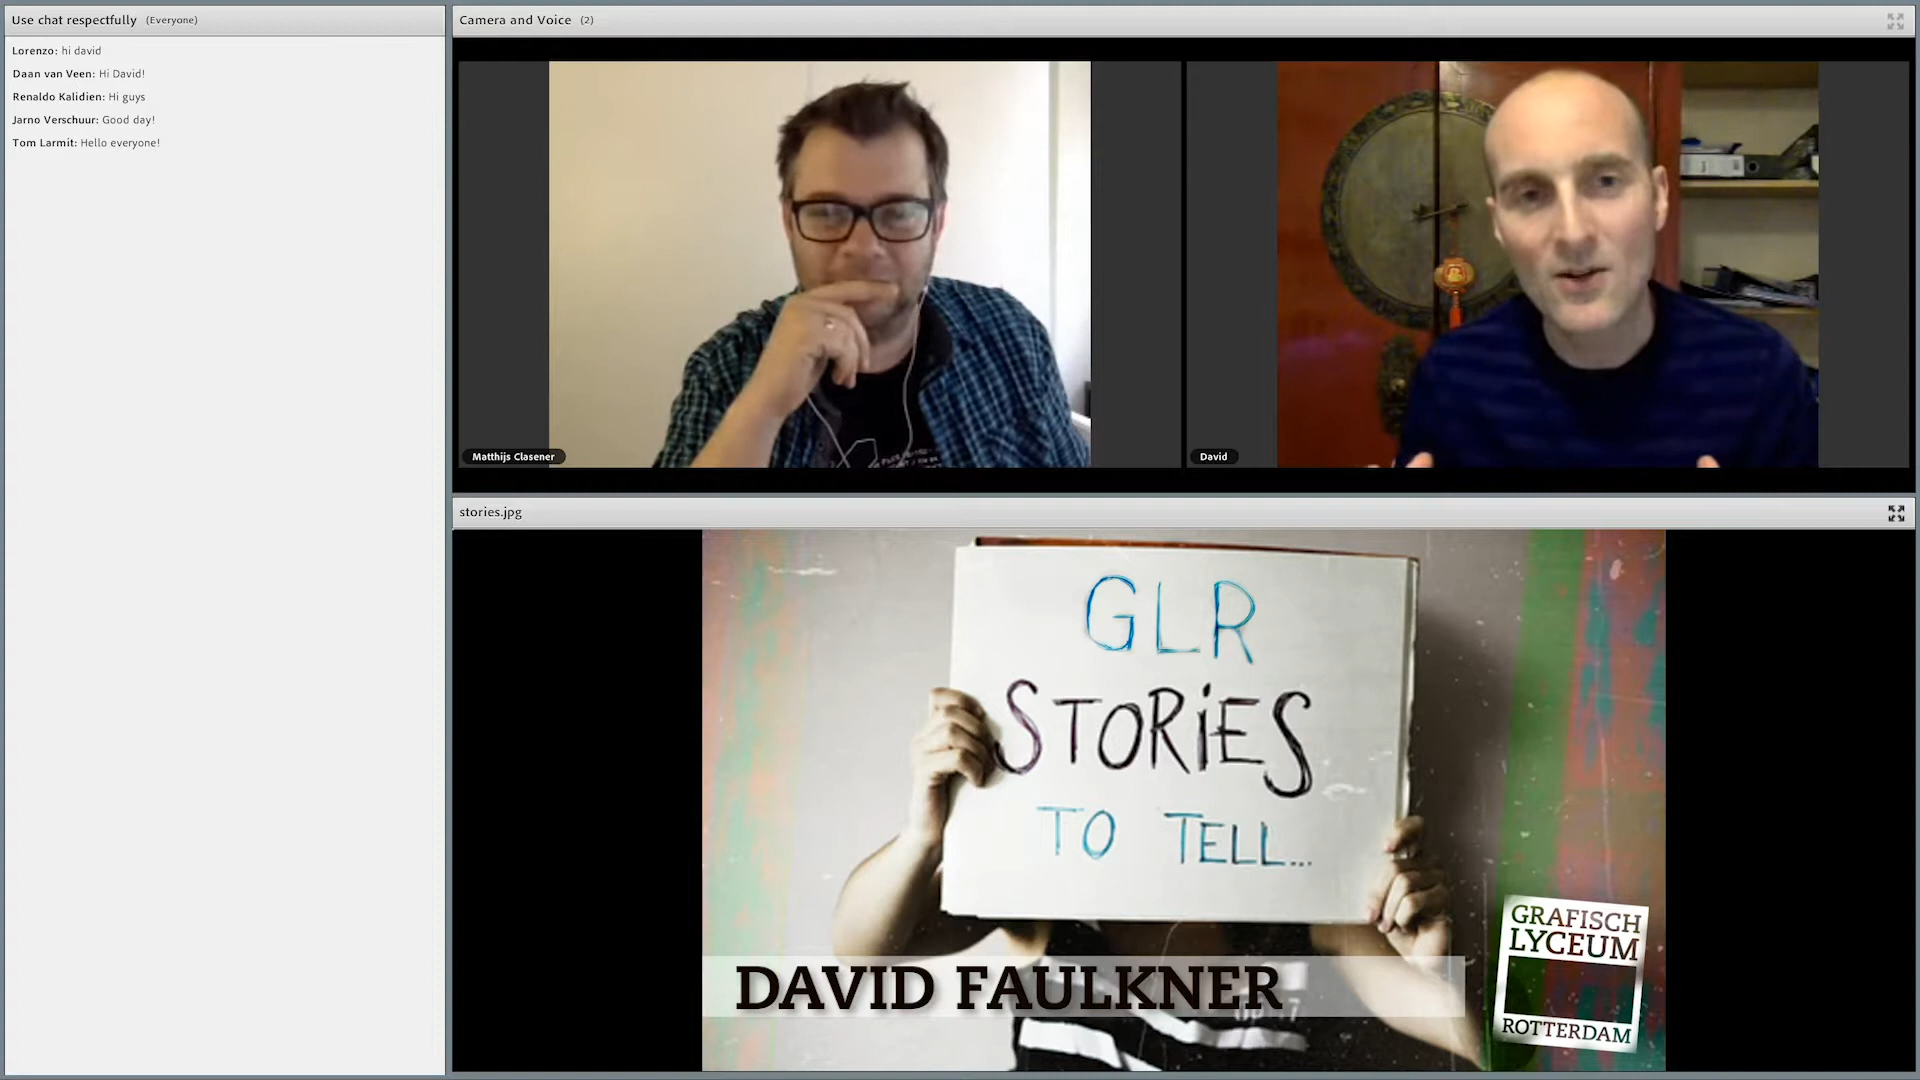 Use chat respectfully (Everyone)
Lorenzo: hi david
Daan van Veen: Hi David!
Renaldo Kalidien: Hi guys
Jarno Verschuur: Good day!
Tom Larmit: Hello everyone!
Camera and Voice (2)
Matthijs Clasener
David
stories.jpg
GLR
STORiES
TO TELL...
DAVID FAULKNER
GRAFISCH
LYCEUM
ROTTERDAM